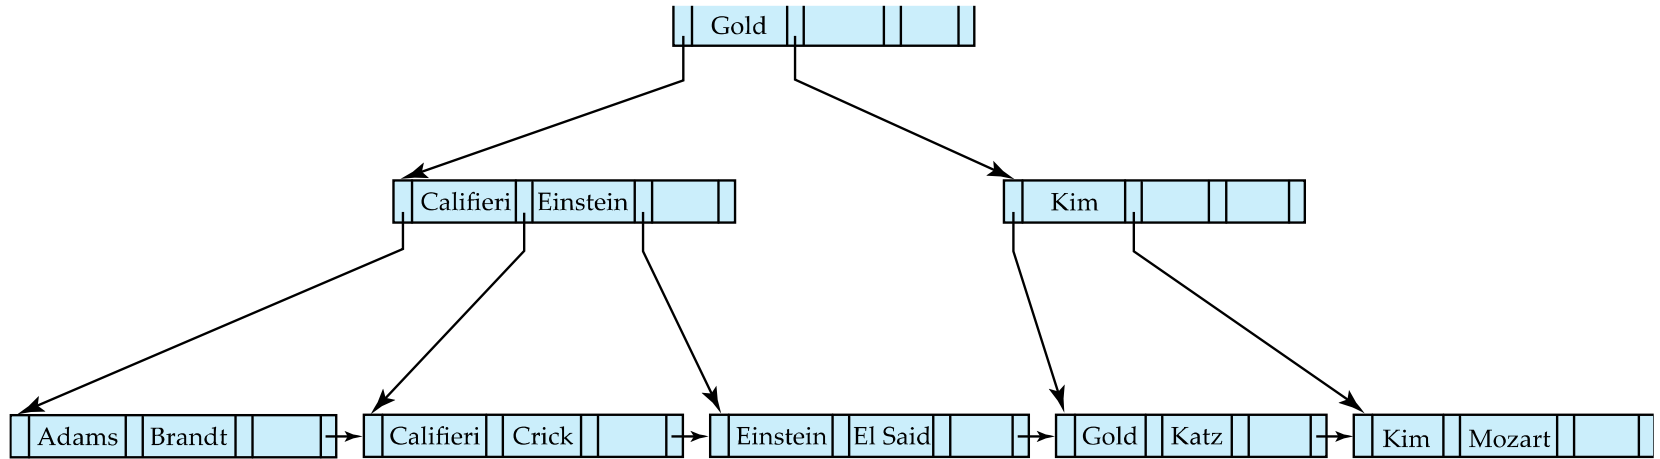 Gold
Califieri Einstein
Kim
Adams Brandt
Califieri Crick
Einstein El Said
Gold Katz
Kim Mozart